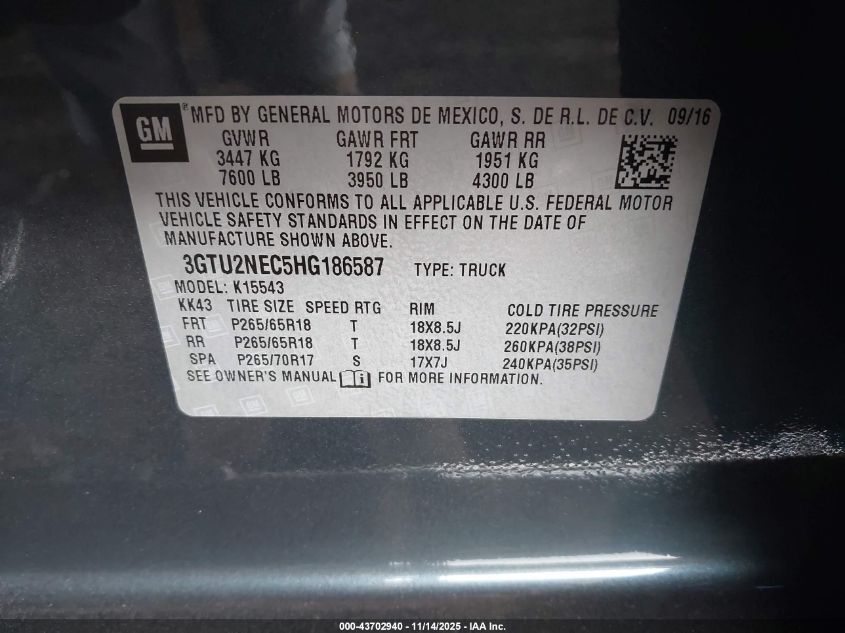 GM
® MFD BY GENERAL MOTORS DE MEXICO, S. DE R.L. DE C.V. 09/16
GVWR GAWR FRT GAWR RR
3447 KG 1792 KG 1951 KG
7600 LB 3950 LB 4300 LB
THIS VEHICLE CONFORMS TO ALL APPLICABLE U.S. FEDERAL MOTOR
VEHICLE SAFETY STANDARDS IN EFFECT ON THE DATE OF
MANUFACTURE SHOWN ABOVE.
3GTU2NEC5HG186587 TYPE: TRUCK
MODEL: K15543
KK43 TIRE SIZE SPEED RTG RIM COLD TIRE PRESSURE
FRT P265/65R18 T 18X8.5J 220KPA(32PSI)
RR P265/65R18 T 18X8.5J 260KPA(38PSI)
SPA P265/70R17 S 17X7J 240KPA(35PSI)
SEE OWNER'S MANUAL FOR MORE INFORMATION.
000-43702940 - 11/14/2025 - IAA Inc.